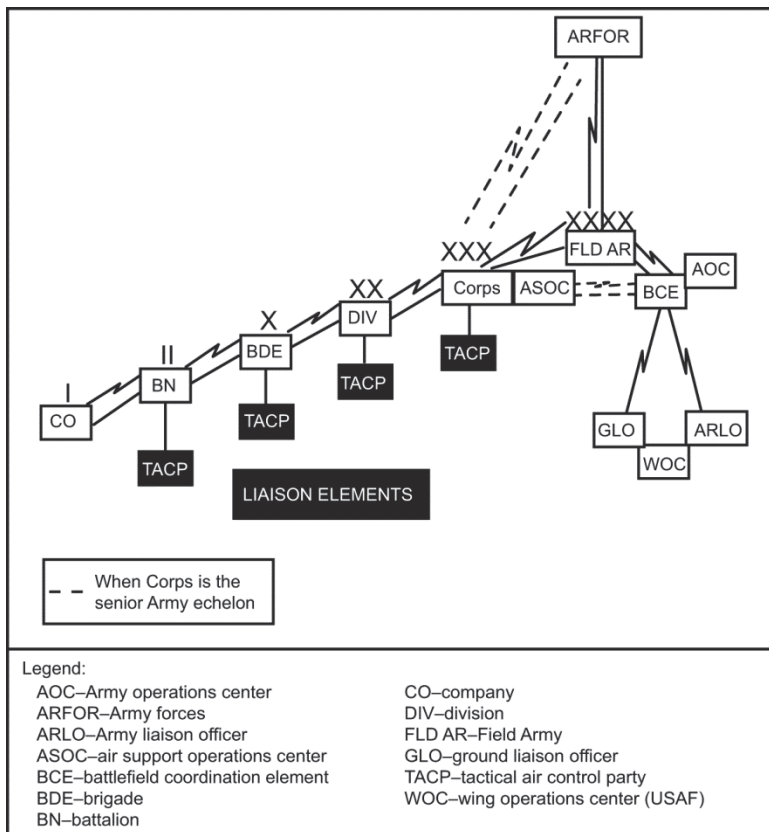 ARFOR
XXXX
FLD AR
XXX
Corps
ASOC
BCE
AOC
XX
DIV
TACP
X
BDE
TACP
TACP
II
BN
I
CO
TACP
GLO
ARLO
WOC
LIAISON ELEMENTS
When Corps is the
senior Army echelon
Legend:
AOC–Army operations center
ARFOR–Army forces
ARLO–Army liaison officer
ASOC–air support operations center
BCE–battlefield coordination element
BDE–brigade
BN–battalion
CO–company
DIV–division
FLD AR–Field Army
GLO–ground liaison officer
TACP–tactical air control party
WOC–wing operations center (USAF)